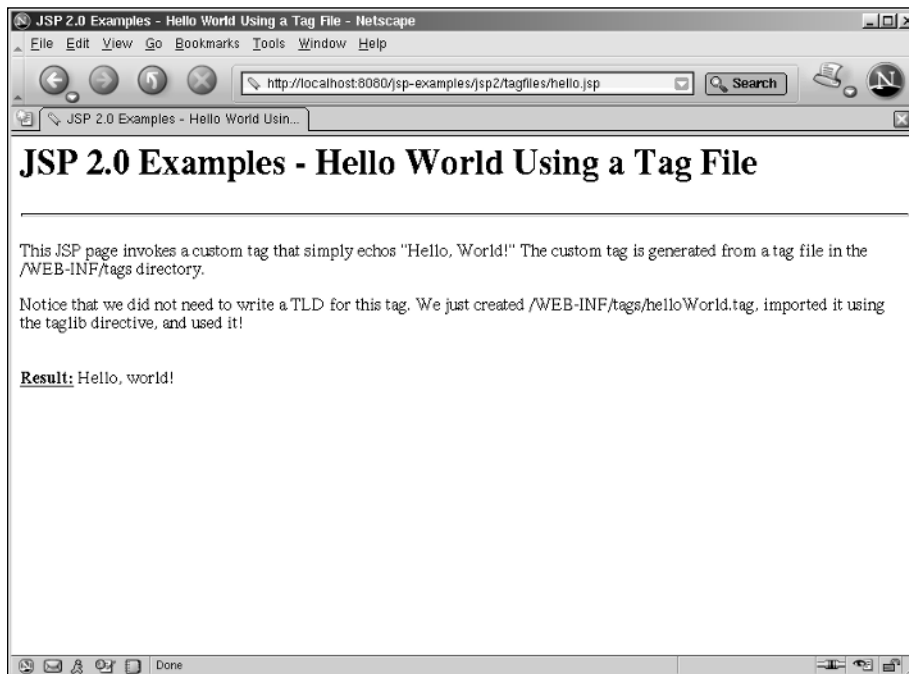 JSP 2.0 Examples - Hello World Using a Tag File - Netscape
File Edit View Go Bookmarks Tools Window Help
http://localhost:8080/jsp-examples/jsp2/tagfiles/hello.jsp
Search
N
JSP 2.0 Examples - Hello World Usin...
JSP 2.0 Examples - Hello World Using a Tag File
This JSP page invokes a custom tag that simply echos "Hello, World!" The custom tag is generated from a tag file in the
/WEB-INF/tags directory.
Notice that we did not need to write a TLD for this tag. We just created /WEB-INF/tags/helloWorld.tag, imported it using
the taglib directive, and used it!
Result: Hello, world!
Done